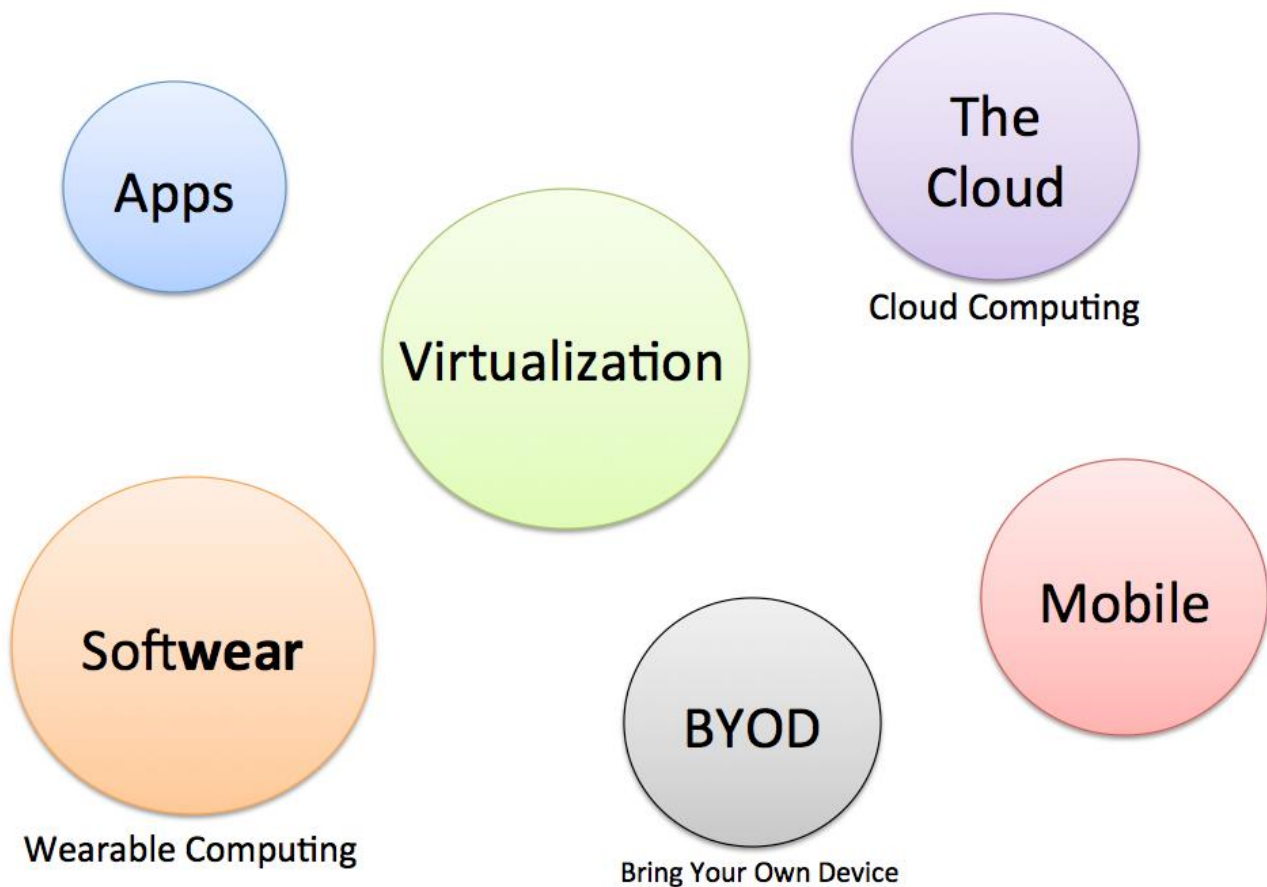 Apps
The
Cloud
Cloud Computing
Virtualization
Softwear
Wearable Computing
BYOD
Bring Your Own Device
Mobile